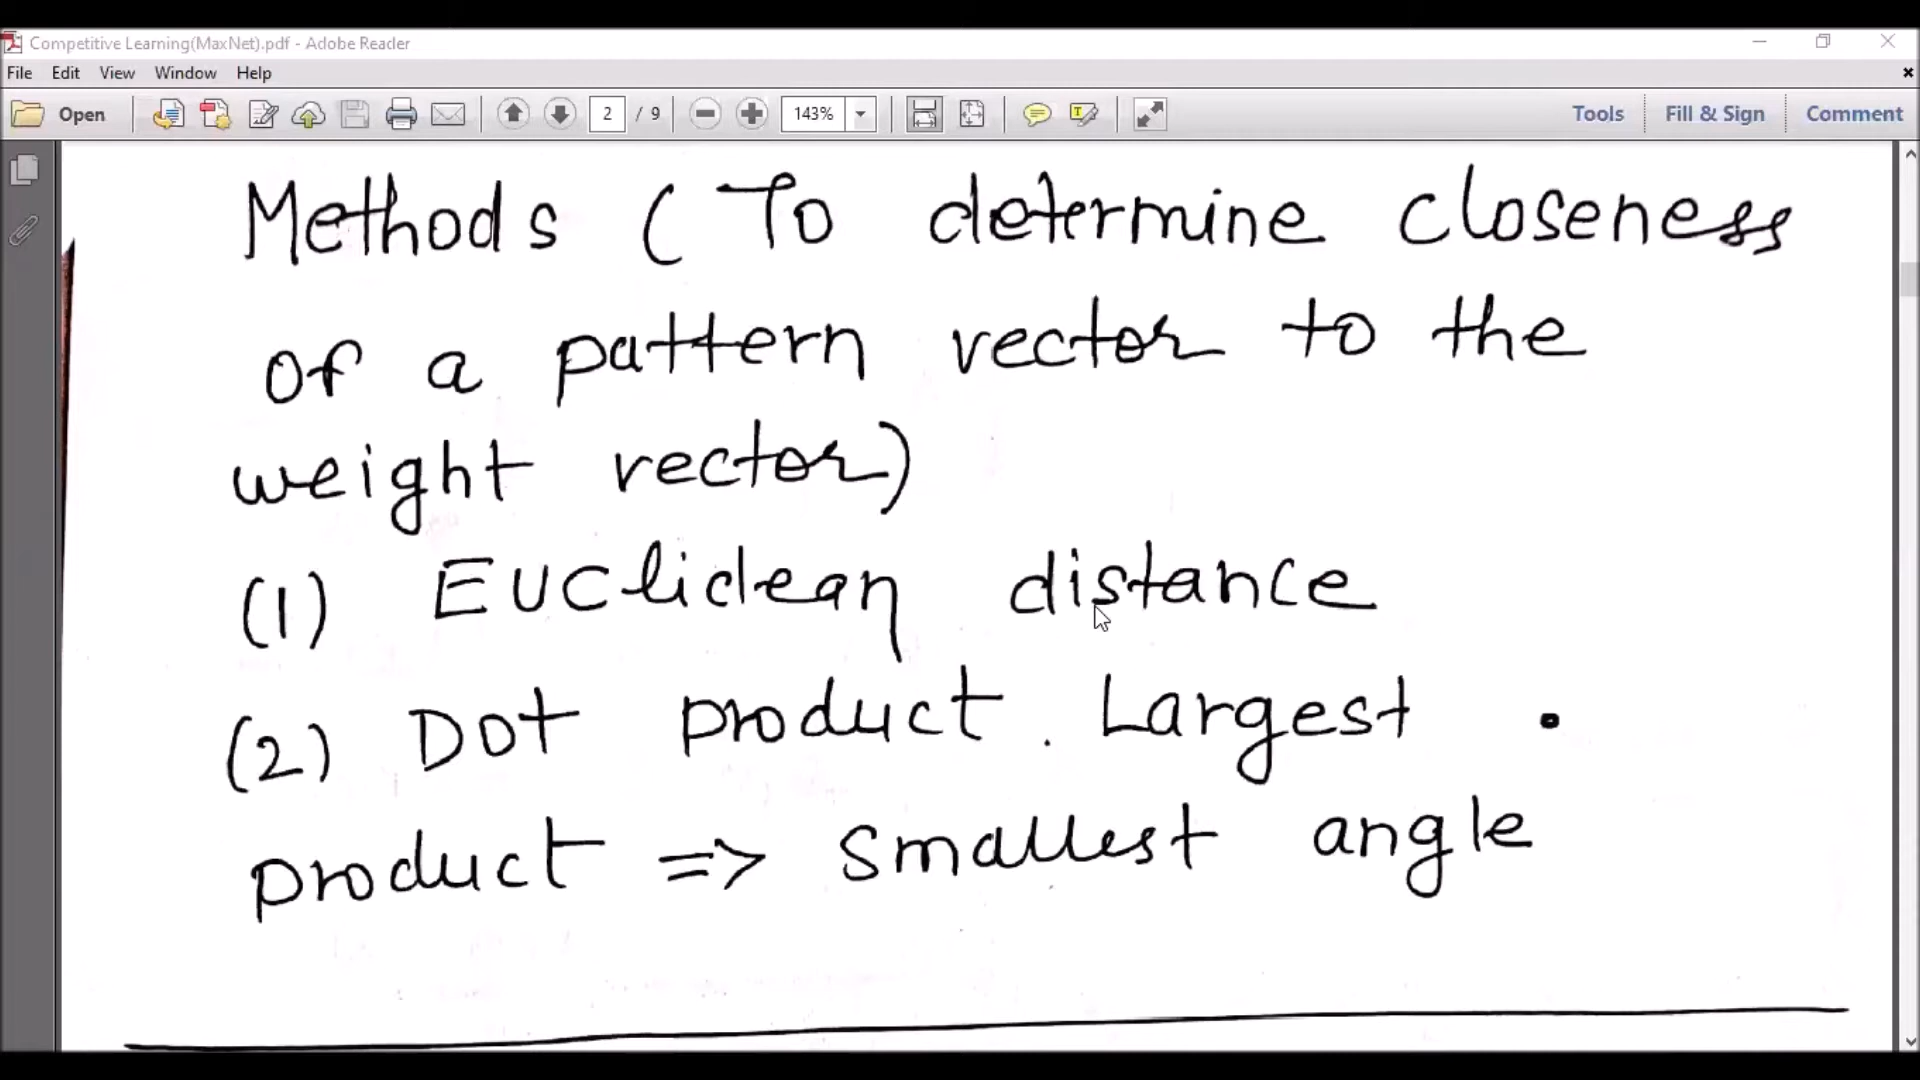 Competitive Learning(MaxNet).pdf - Adobe Reader
File Edit View Window Help
Open 2 / 9 143% Tools Fill & Sign Comment
Methods ( To determine closeness
of a pattern vector to the
weight vector)
(1) Euclidean distance
(2) Dot product. Largest
product => smallest angle